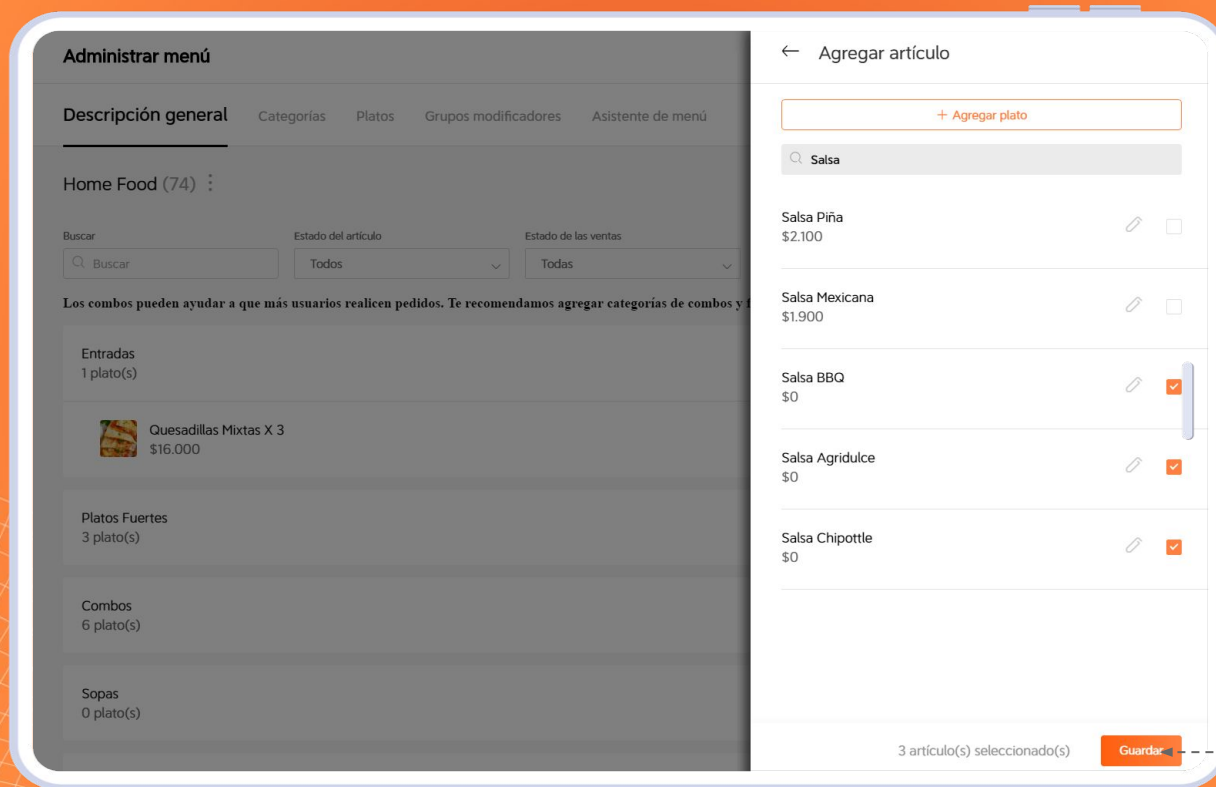 Administrar menú
Descripción general Categorías Platos Grupos modificadores Asistente de menú
Home Food (74)
Buscar Estado del artículo Estado de las ventas
Buscar Todos Todas
Los combos pueden ayudar a que más usuarios realicen pedidos. Te recomendamos agregar categorías de combos y
Entradas
1 plato(s)
Quesadillas Mixtas X 3
$16.000
Platos Fuertes
3 plato(s)
Combos
6 plato(s)
Sopas
0 plato(s)
Agregar artículo
+ Agregar plato
Salsa
Salsa Piña
$2.100
Salsa Mexicana
$1.900
Salsa BBQ
$0
Salsa Agridulce
$0
Salsa Chipottle
$0
3 artículo(s) seleccionado(s) Guardar